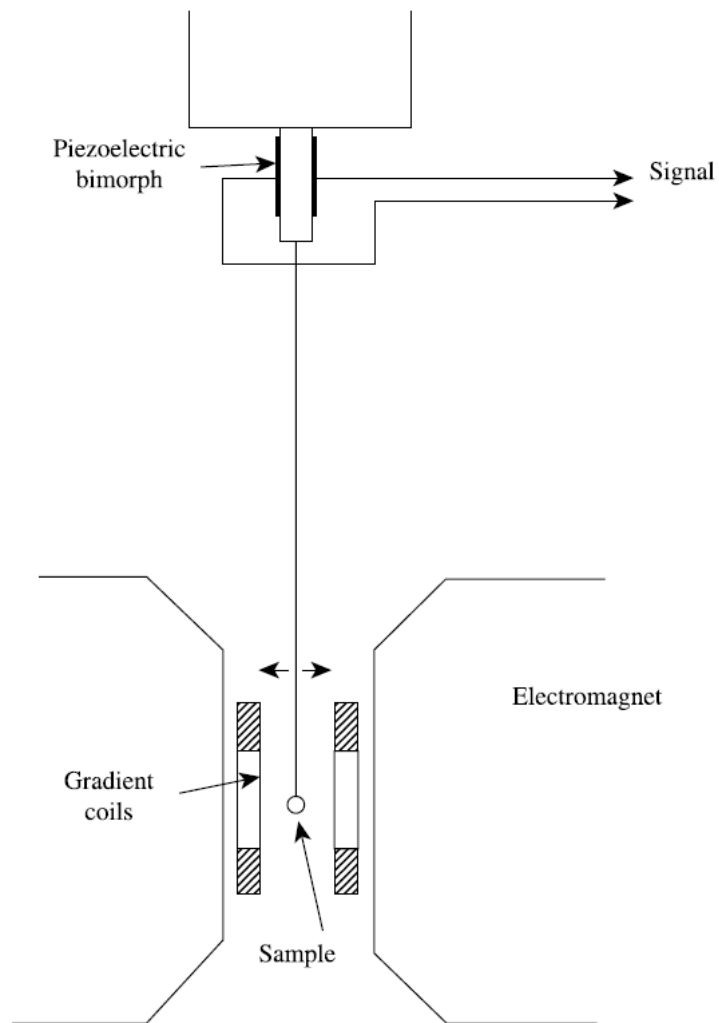 Piezoelectric
bimorph
Signal
Electromagnet
Gradient
coils
Sample